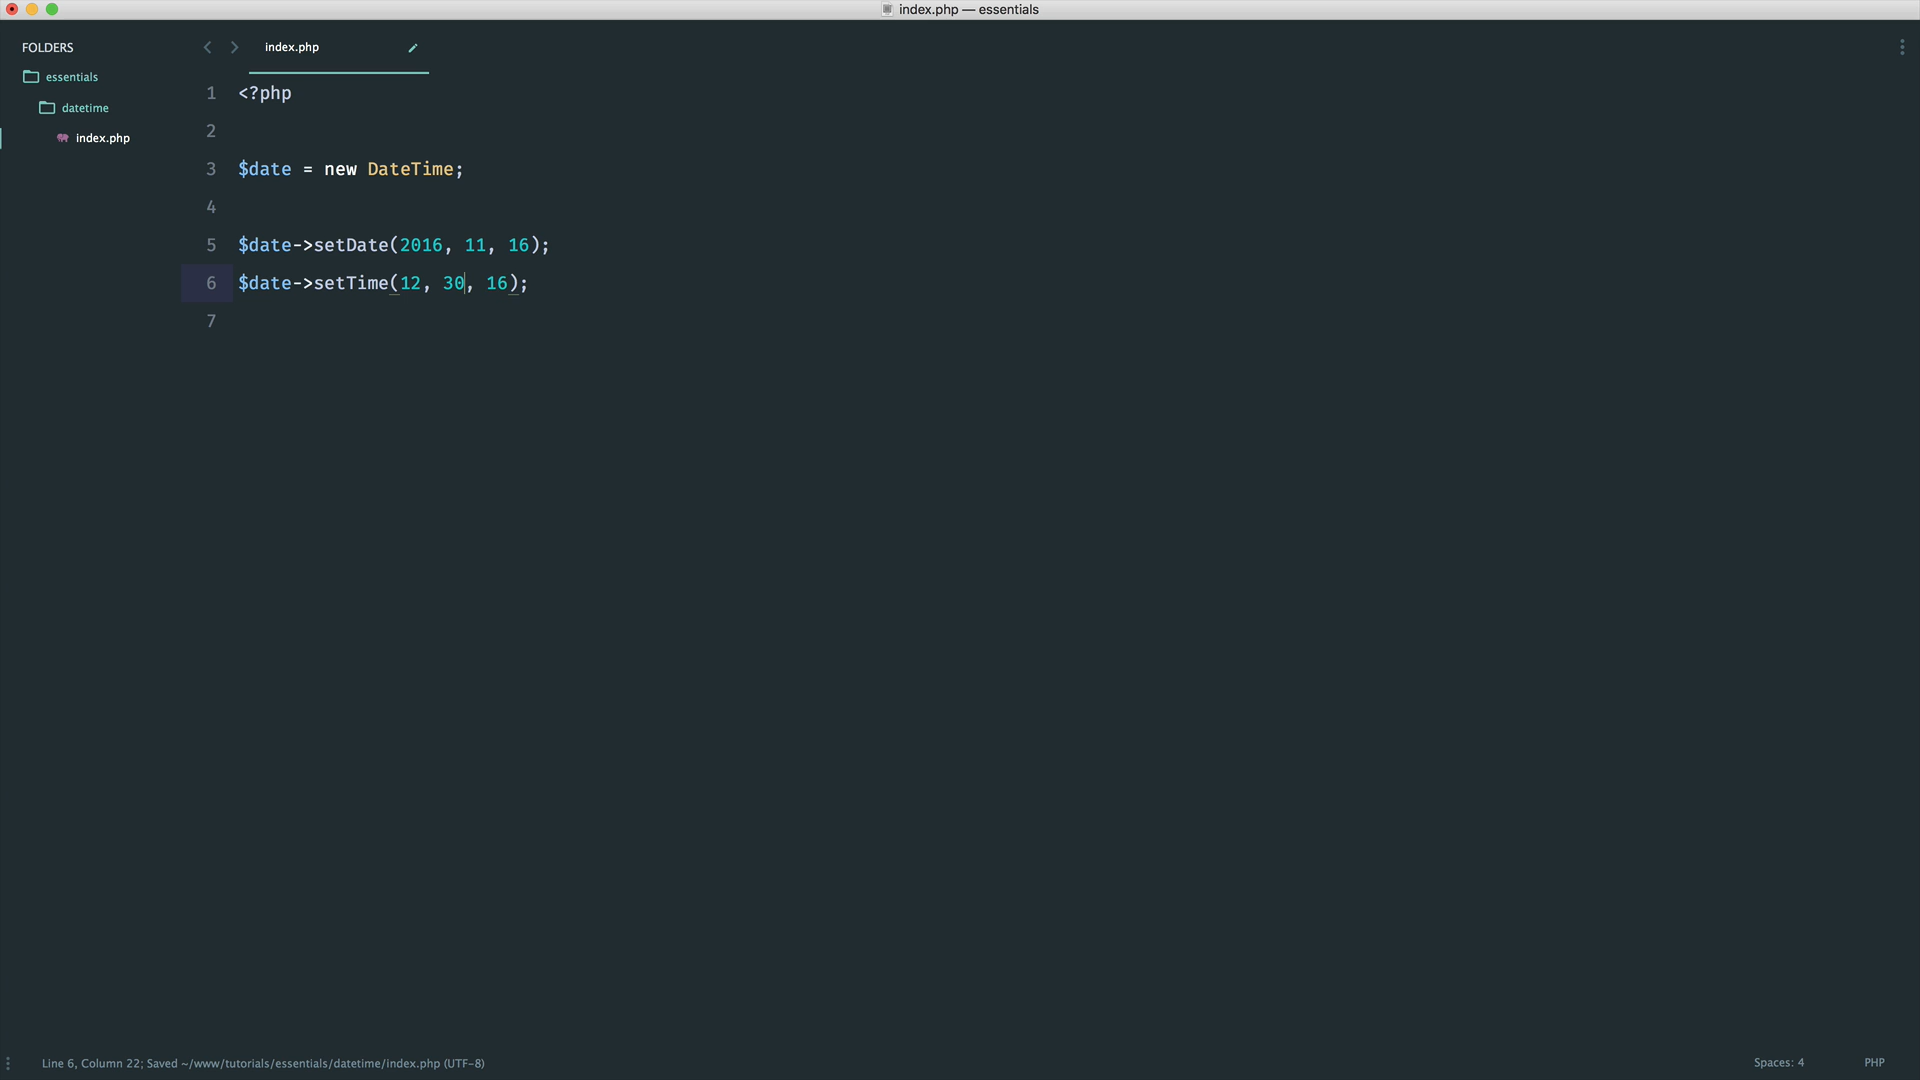 index.php — essentials
FOLDERS
essentials
datetime
index.php
index.php
1 <?php
2
3 $date = new DateTime;
4
5 $date->setDate(2016, 11, 16);
6 $date->setTime(12, 30, 16);
7
Line 6, Column 22; Saved ~/www/tutorials/essentials/datetime/index.php (UTF-8)
Spaces: 4
PHP